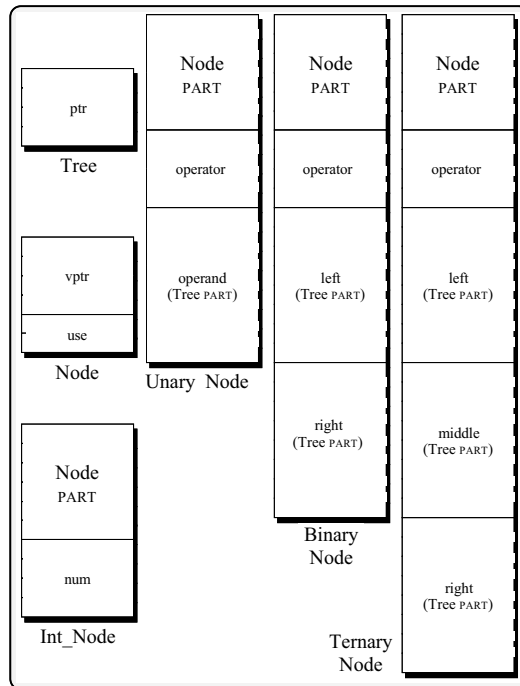 ptr
Tree
vptr
use
Node
Node
PART
num
Int_Node
Node
PART
operator
operand
(Tree PART)
Unary Node
Node
PART
operator
left
(Tree PART)
right
(Tree PART)
Binary
Node
Node
PART
operator
left
(Tree PART)
middle
(Tree PART)
right
(Tree PART)
Ternary
Node